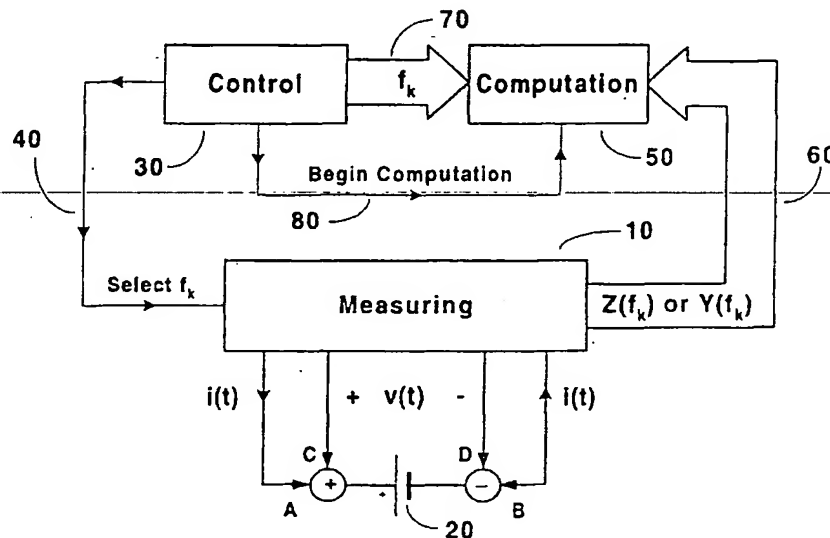 70
Control
f_k
Computation
40
30
50
60
Begin Computation
80
10
Select f_k
Measuring
Z(f_k) or Y(f_k)
i(t)
+ v(t) -
i(t)
C
D
+
-
A
B
20